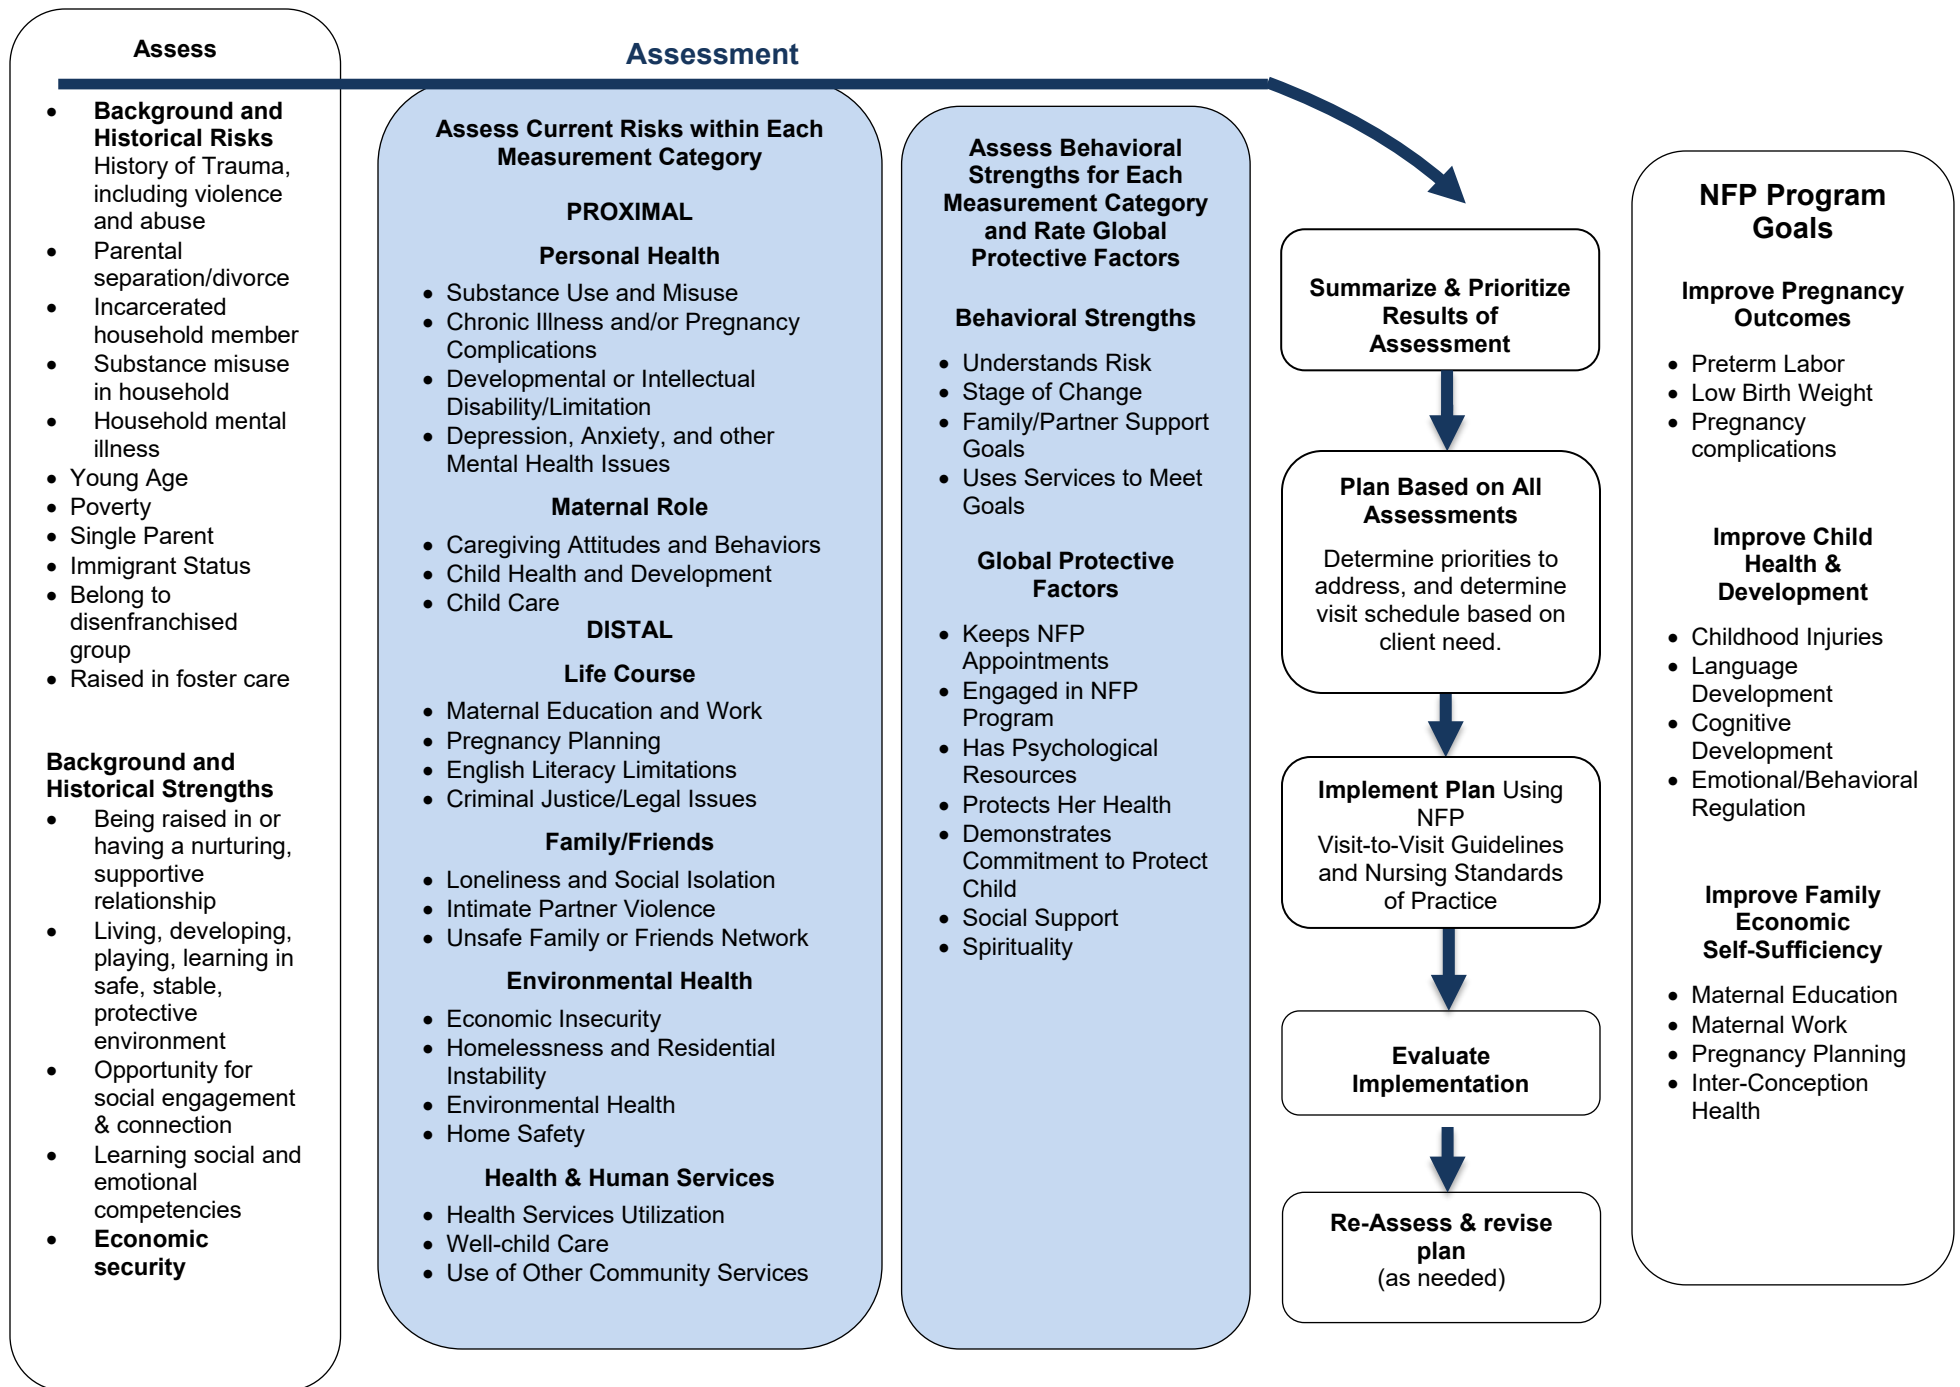 Assess
• Background and
Historical Risks
History of Trauma,
including violence
and abuse
• Parental
separation/divorce
• Incarcerated
household member
• Substance misuse
in household
• Household mental
illness
• Young Age
• Poverty
• Single Parent
• Immigrant Status
• Belong to
disenfranchised
group
• Raised in foster care
Background and
Historical Strengths
• Being raised in or
having a nurturing,
supportive
relationship
• Living, developing,
playing, learning in
safe, stable,
protective
environment
• Opportunity for
social engagement
& connection
• Learning social and
emotional
competencies
• Economic
security
Assessment
Assess Current Risks within Each
Measurement Category
PROXIMAL
Personal Health
• Substance Use and Misuse
• Chronic Illness and/or Pregnancy
Complications
• Developmental or Intellectual
Disability/Limitation
• Depression, Anxiety, and other
Mental Health Issues
Maternal Role
• Caregiving Attitudes and Behaviors
• Child Health and Development
• Child Care
DISTAL
Life Course
• Maternal Education and Work
• Pregnancy Planning
• English Literacy Limitations
• Criminal Justice/Legal Issues
Family/Friends
• Loneliness and Social Isolation
• Intimate Partner Violence
• Unsafe Family or Friends Network
Environmental Health
• Economic Insecurity
• Homelessness and Residential
Instability
• Environmental Health
• Home Safety
Health & Human Services
• Health Services Utilization
• Well-child Care
• Use of Other Community Services
Assess Behavioral
Strengths for Each
Measurement Category
and Rate Global
Protective Factors
Behavioral Strengths
• Understands Risk
• Stage of Change
• Family/Partner Support
Goals
• Uses Services to Meet
Goals
Global Protective
Factors
• Keeps NFP
Appointments
• Engaged in NFP
Program
• Has Psychological
Resources
• Protects Her Health
• Demonstrates
Commitment to Protect
Child
• Social Support
• Spirituality
Summarize & Prioritize
Results of
Assessment
Plan Based on All
Assessments
Determine priorities to
address, and determine
visit schedule based on
client need.
Implement Plan Using
NFP
Visit-to-Visit Guidelines
and Nursing Standards
of Practice
Evaluate
Implementation
Re-Assess & revise
plan
(as needed)
NFP Program
Goals
Improve Pregnancy
Outcomes
• Preterm Labor
• Low Birth Weight
• Pregnancy
complications
Improve Child
Health &
Development
• Childhood Injuries
• Language
Development
• Cognitive
Development
• Emotional/Behavioral
Regulation
Improve Family
Economic
Self-Sufficiency
• Maternal Education
• Maternal Work
• Pregnancy Planning
• Inter-Conception
Health